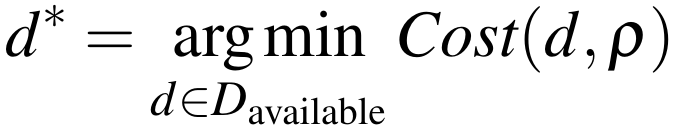 d* = arg min Cost(d, ρ)
d∈D_available